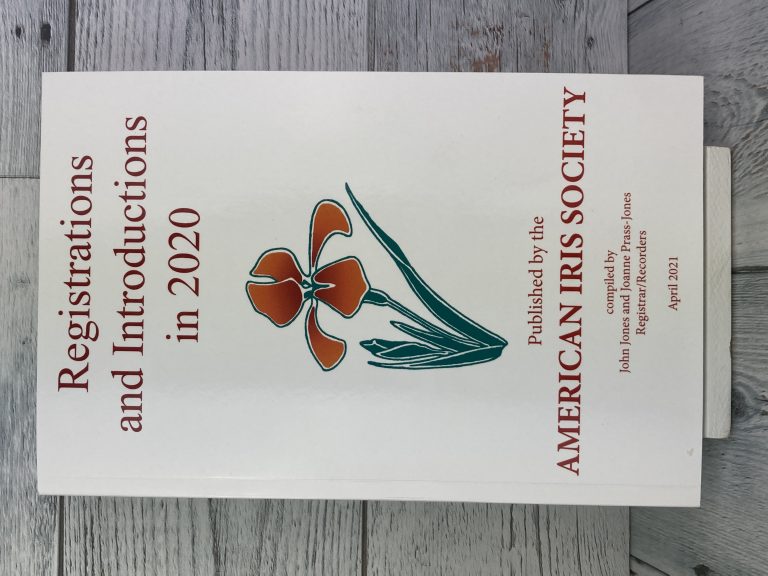 Registrations
and Introductions
in 2020
Published by the
AMERICAN IRIS SOCIETY
compiled by
John Jones and Joanne Prass-Jones
Registrar/Recorders
April 2021